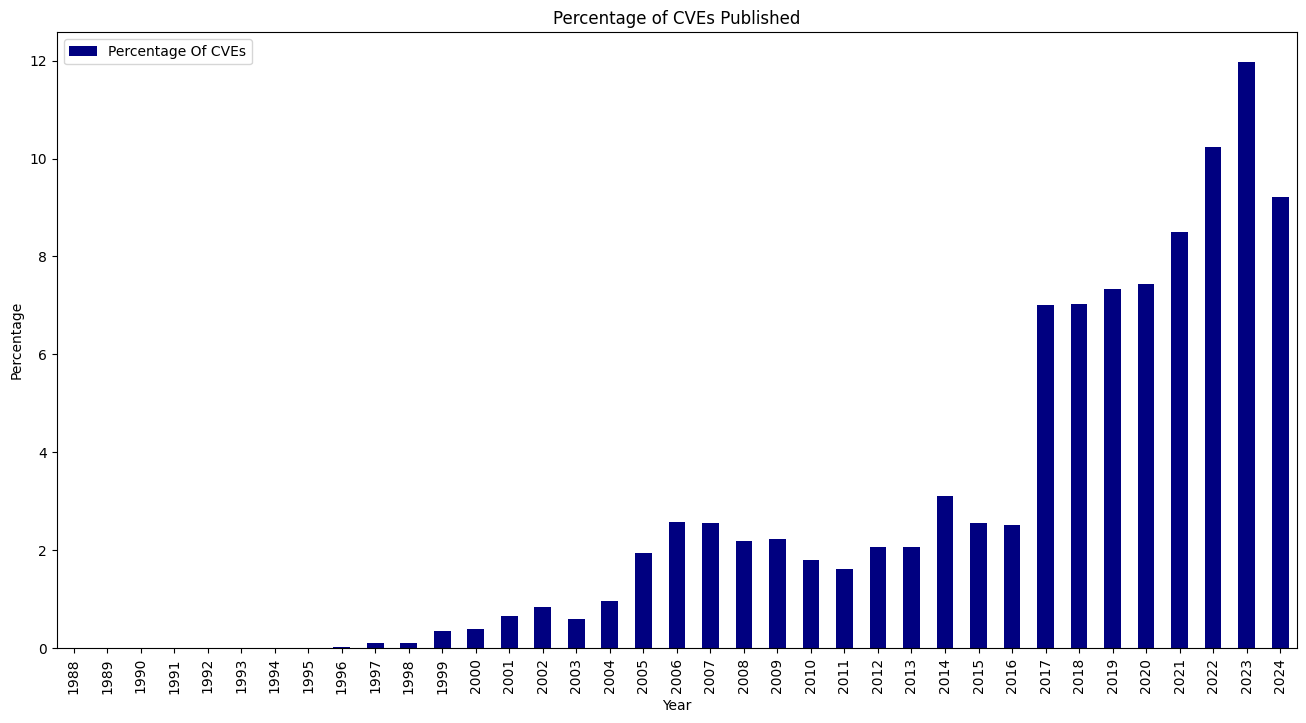 Percentage of CVEs Published
Percentage Of CVEs
12
10
8
6
4
2
0
Percentage
1988 1989 1990 1991 1992 1993 1994 1995 1996 1997 1998 1999 2000 2001 2002 2003 2004 2005 2006 2007 2008 2009 2010 2011 2012 2013 2014 2015 2016 2017 2018 2019 2020 2021 2022 2023 2024
Year